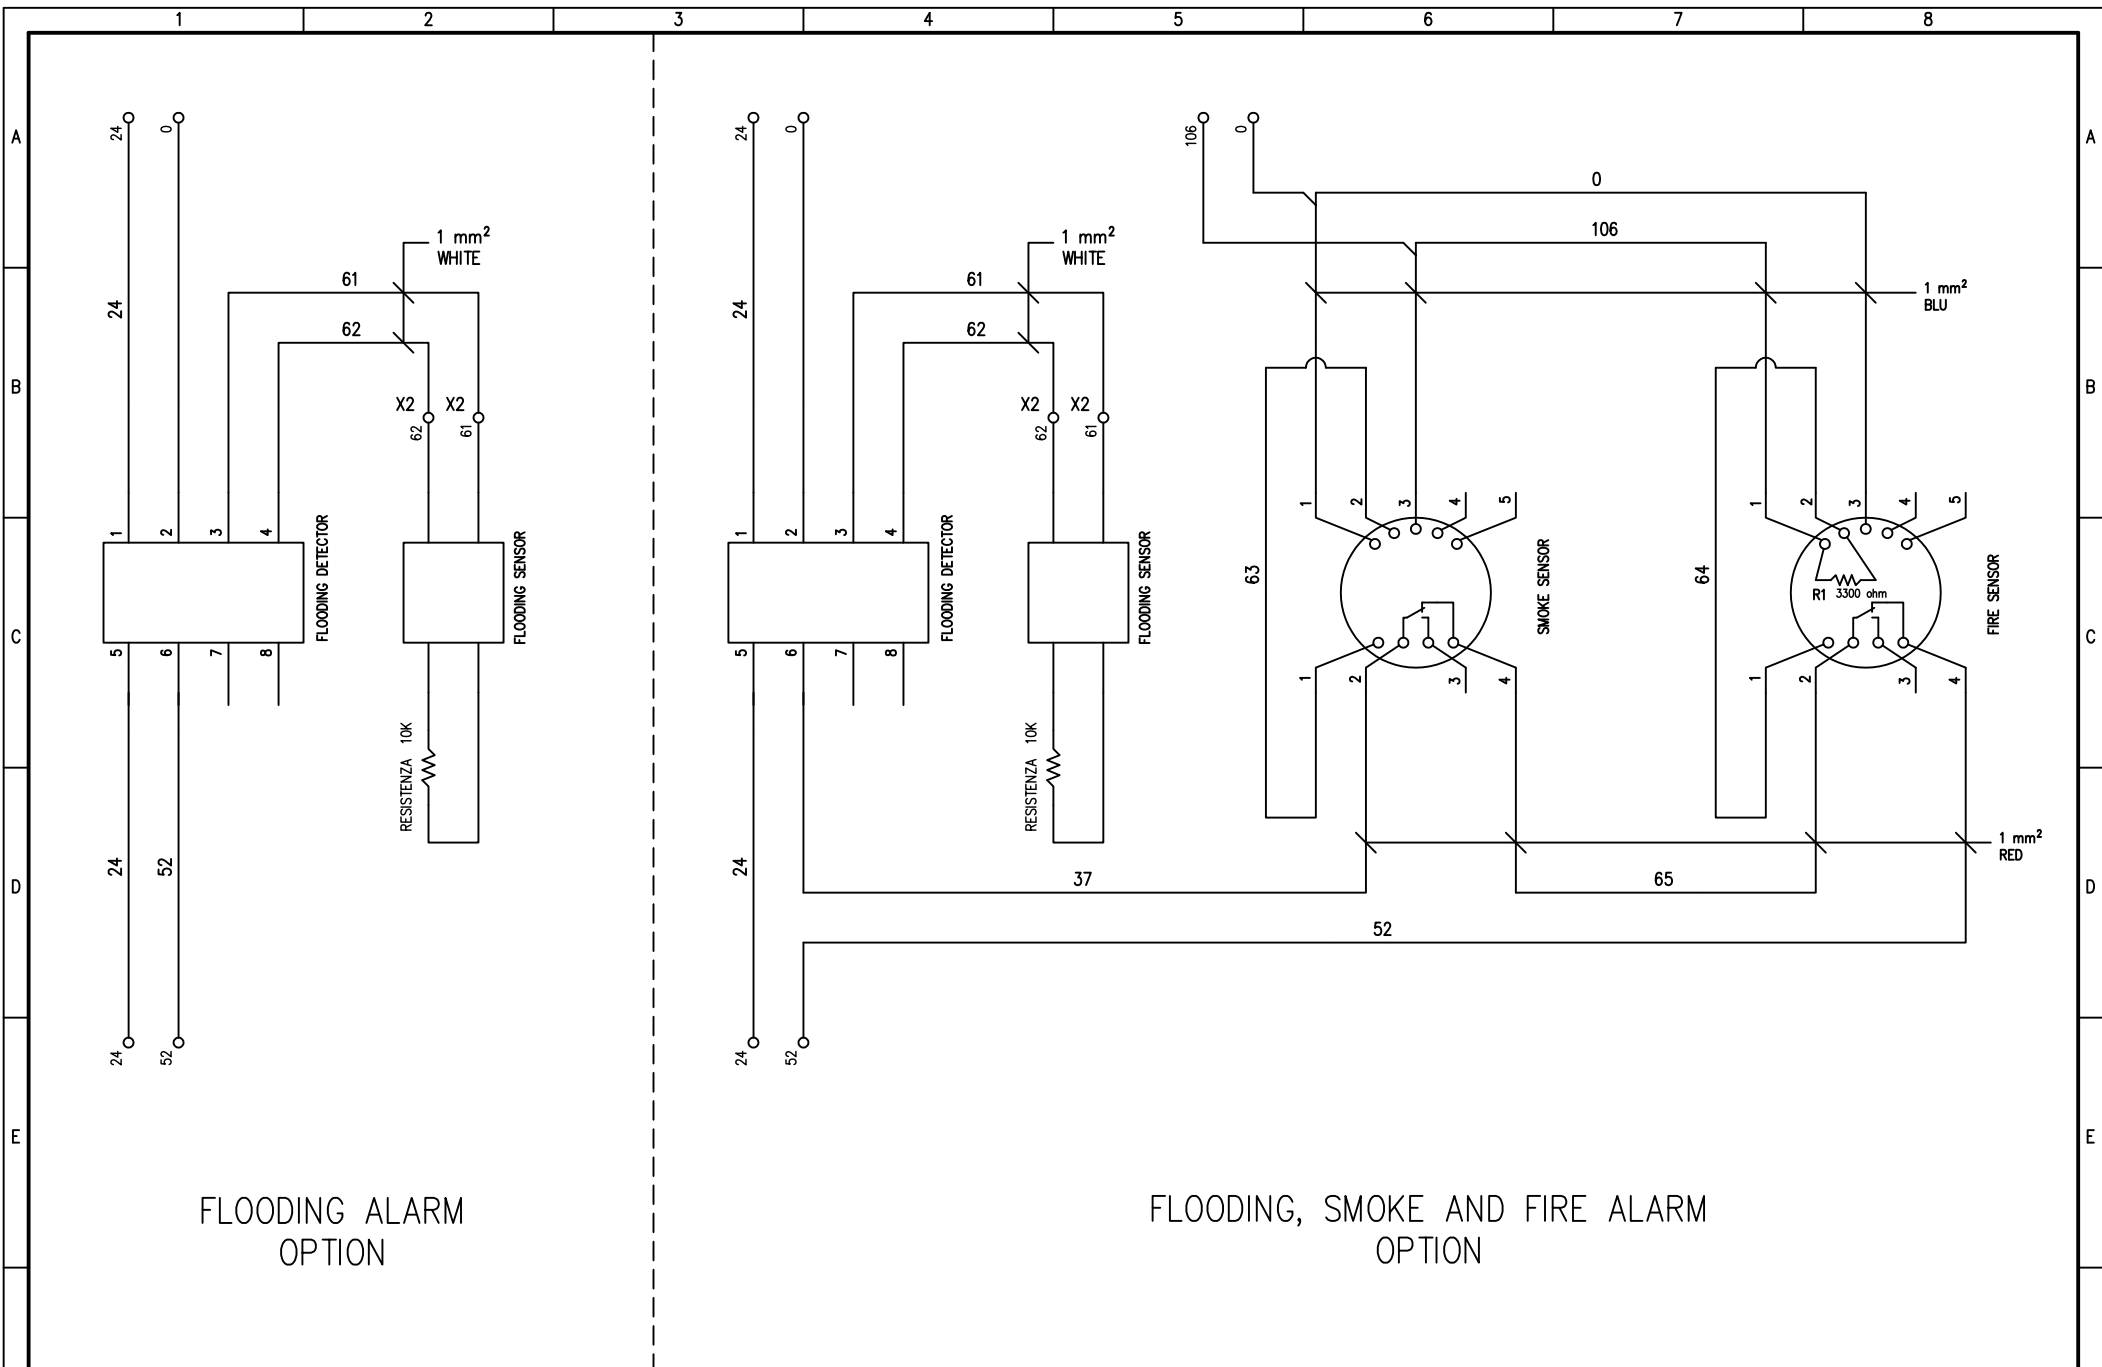 1 2 3 4 5 6 7 8
A A
24 0 24 0 106 0
0
106
1 mm² WHITE
1 mm² WHITE
61 61
62 62
24 24
1 mm² BLU
B B
X2 X2 X2 X2
62 61 62 61
1 2 3 4 5 1 2 3 4 5
1 2 3 4 1 2 3 4
FLOODING DETECTOR
FLOODING SENSOR
FLOODING DETECTOR
FLOODING SENSOR
63
SMOKE SENSOR
64
R1 3300 ohm
FIRE SENSOR
C C
5 6 7 8 5 6 7 8
1 2 3 4 1 2 3 4
RESISTENZA 10K
RESISTENZA 10K
1 mm² RED
24 52 24
37 65
D D
52
24 52 24 52
E E
FLOODING ALARM
OPTION
FLOODING, SMOKE AND FIRE ALARM
OPTION